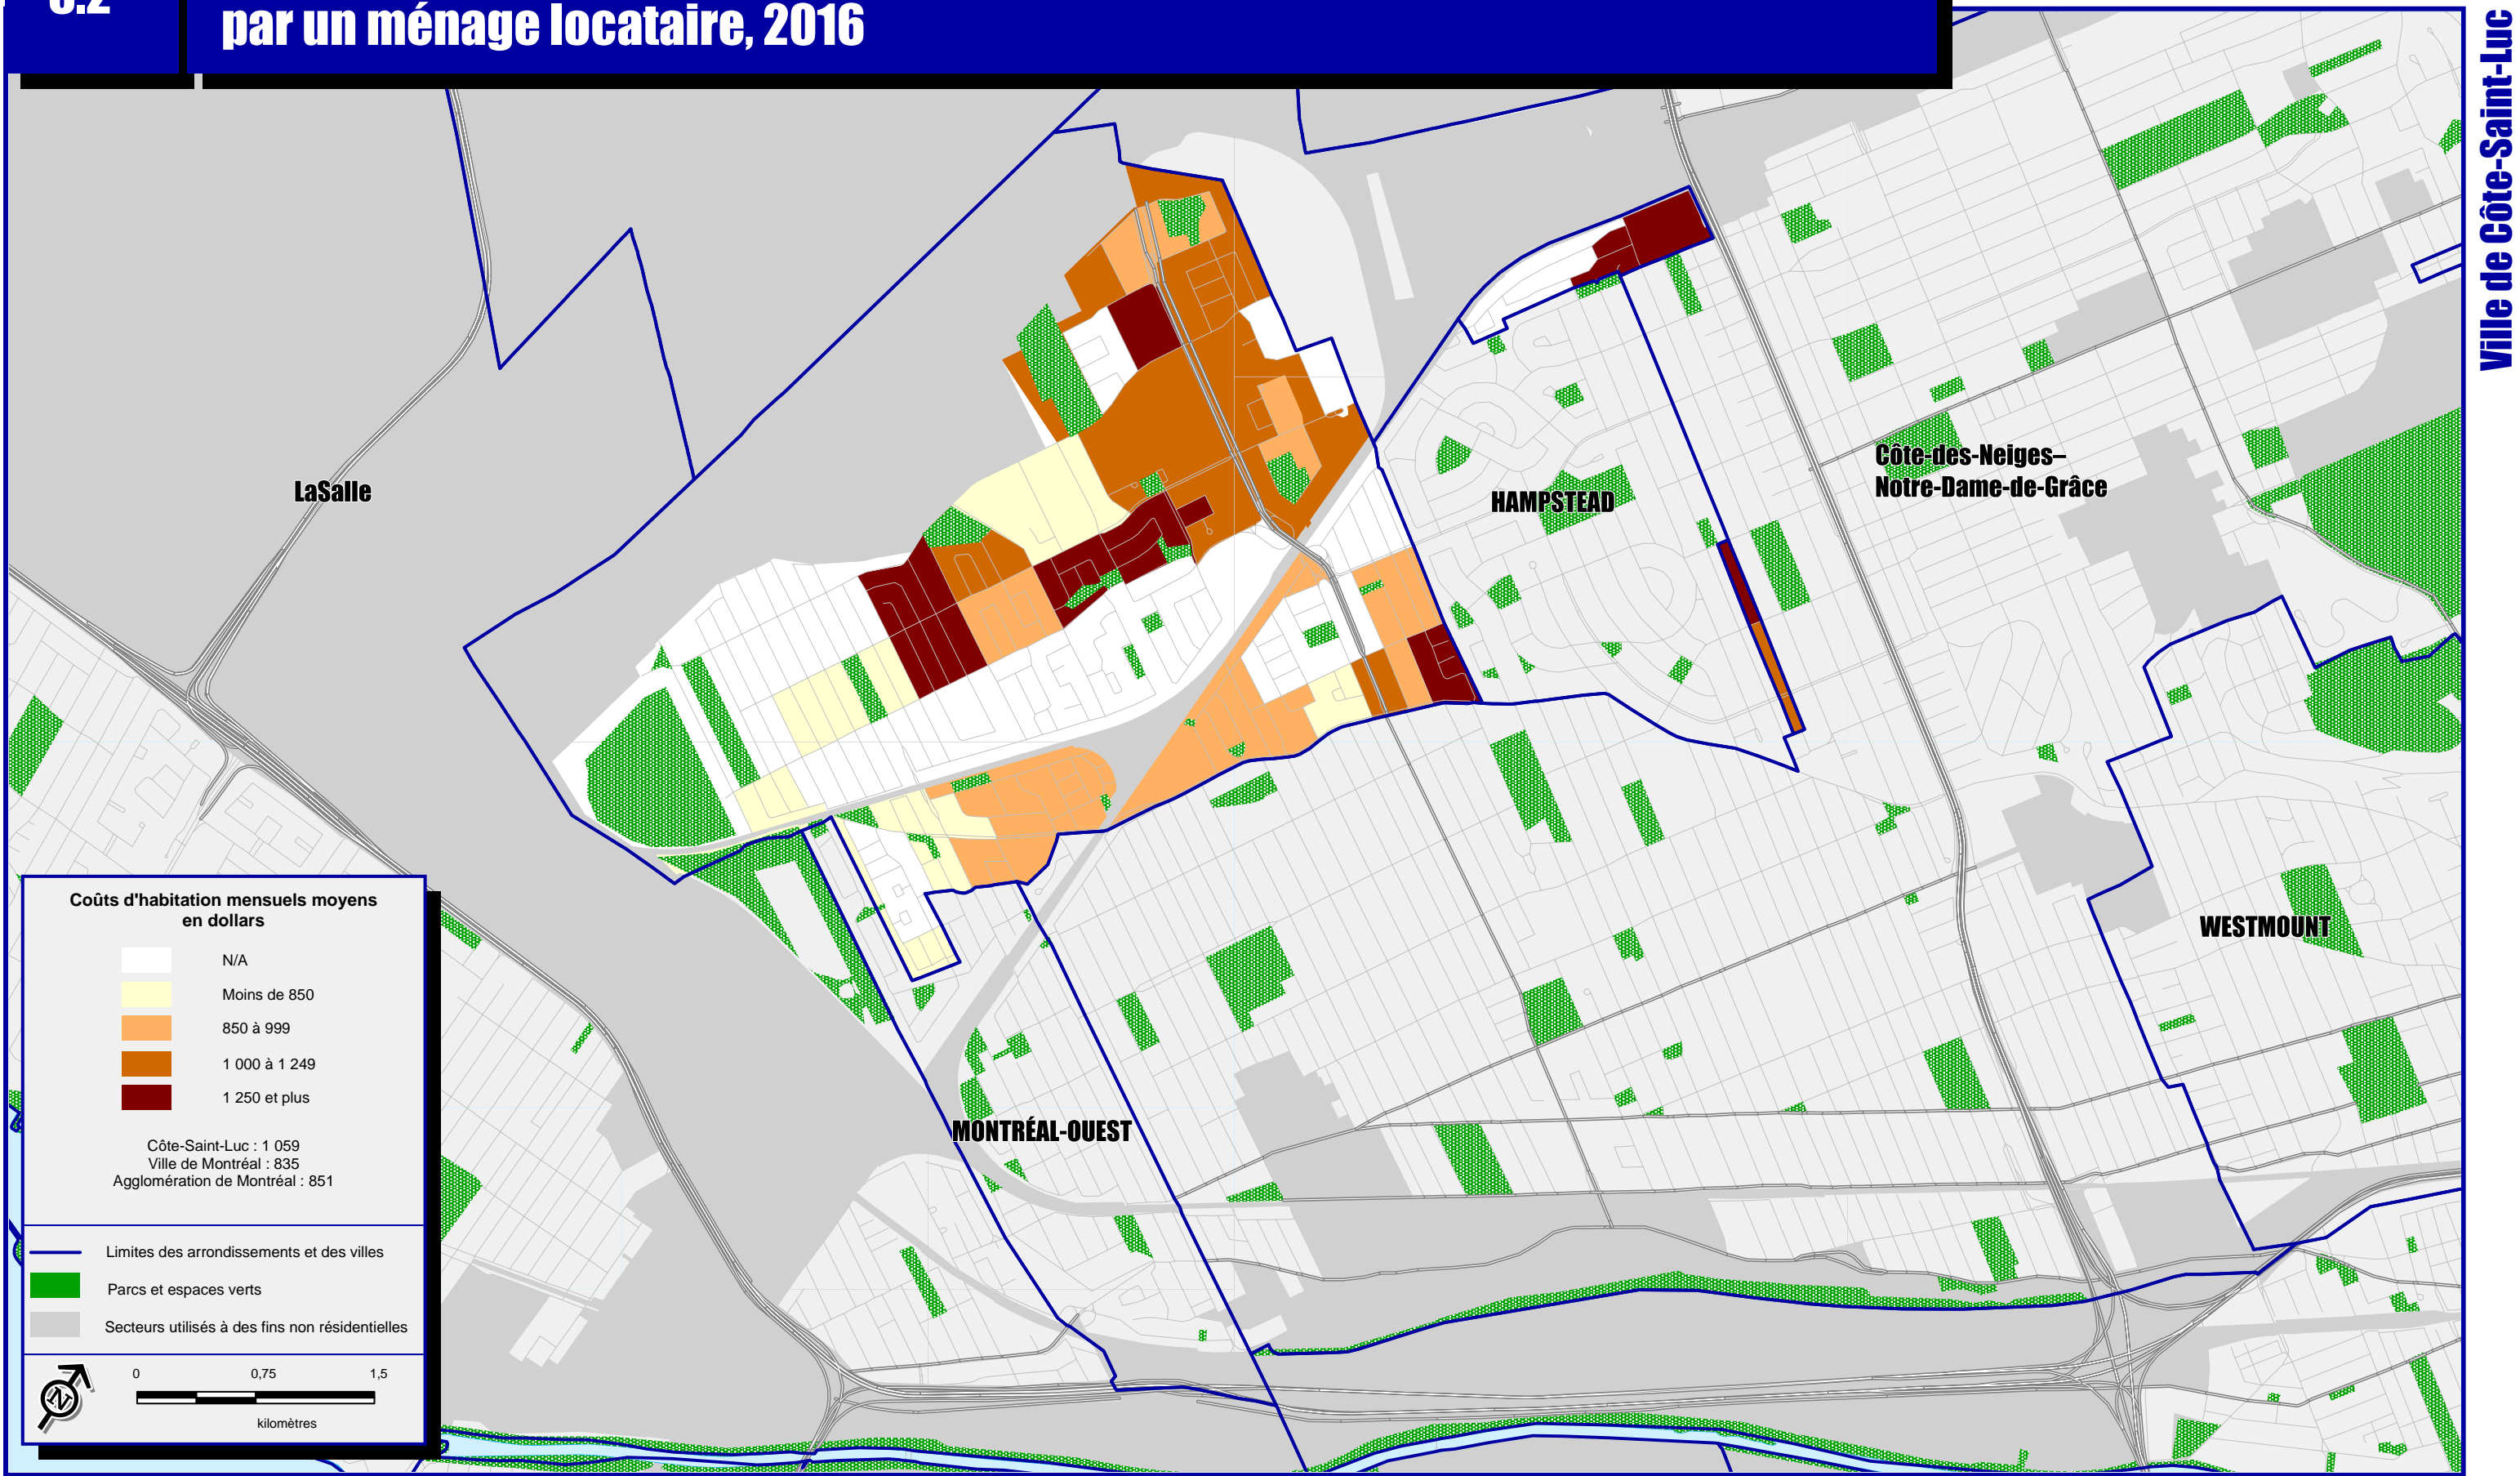 par un ménage locataire, 2016
Ville de Côte-Saint-Luc
LaSalle
HAMPSTEAD
Côte-des-Neiges–
Notre-Dame-de-Grâce
WESTMOUNT
MONTRÉAL-OUEST
Coûts d'habitation mensuels moyens
en dollars
N/A
Moins de 850
850 à 999
1 000 à 1 249
1 250 et plus
Côte-Saint-Luc : 1 059
Ville de Montréal : 835
Agglomération de Montréal : 851
Limites des arrondissements et des villes
Parcs et espaces verts
Secteurs utilisés à des fins non résidentielles
N
0 0,75 1,5
kilomètres